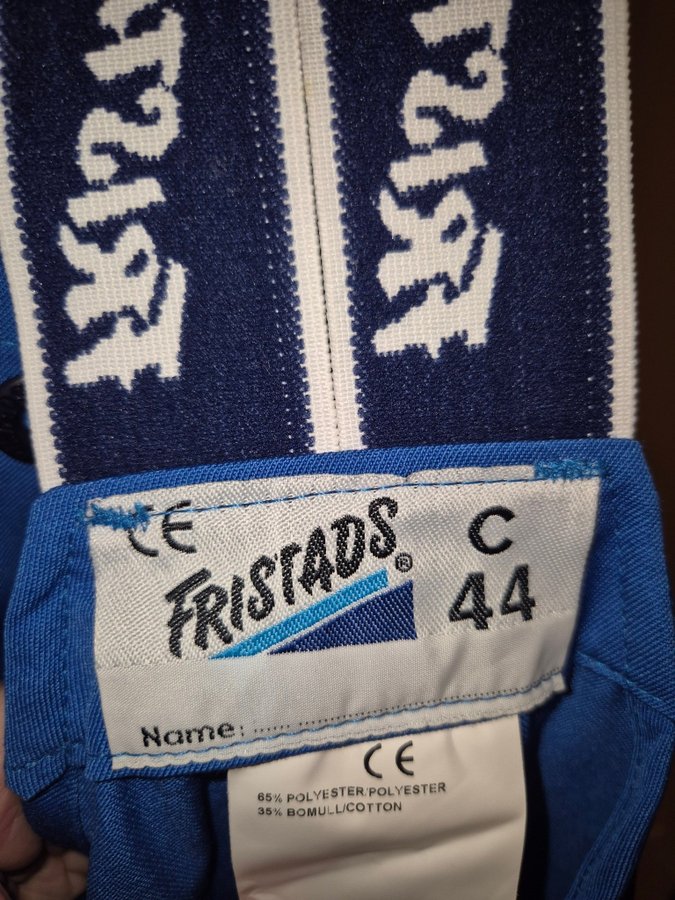 CE
FRISTADS®
C
44
Name:
CE
65% POLYESTER/POLYESTER
35% BOMULL/COTTON